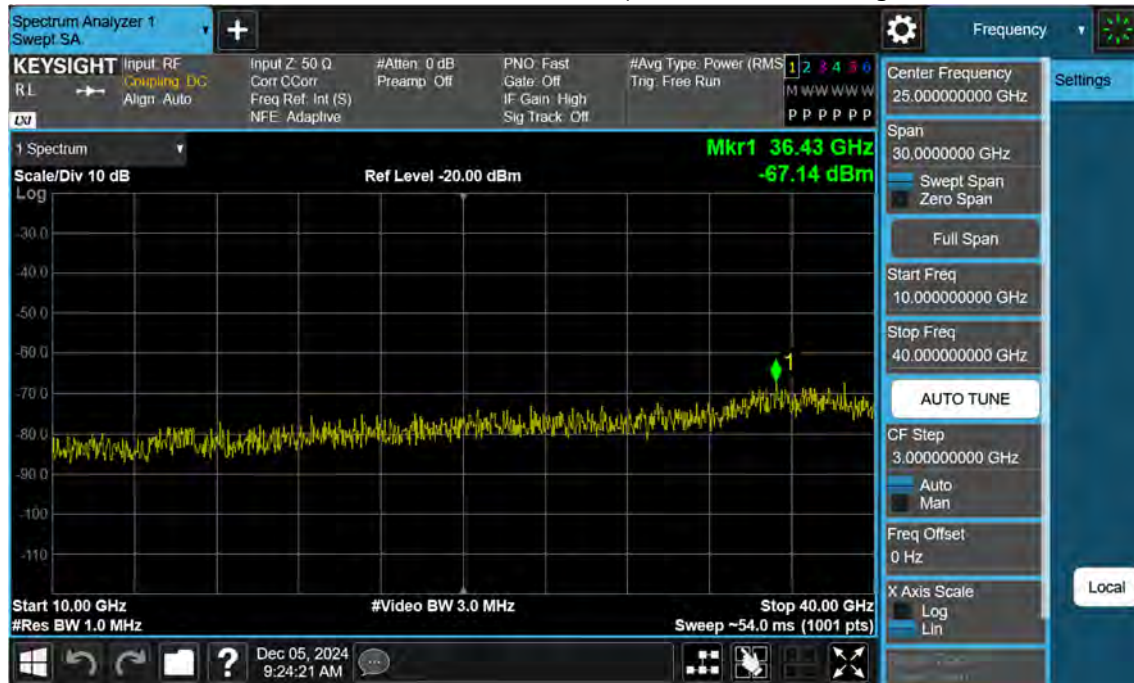 Spectrum Analyzer 1
Swept SA
Frequency
KEYSIGHT
RL
LXI
Input: RF
Coupling: DC
Align: Auto
Input Z: 50 Ω
Corr CCorr
Freq Ref: Int (S)
NFE: Adaptive
#Atten: 0 dB
Preamp: Off
PNO: Fast
Gate: Off
IF Gain: High
Sig Track: Off
#Avg Type: Power (RMS
Trig: Free Run
1 2 3 4 5 6
M W W W W W
P P P P P P
1 Spectrum
Scale/Div 10 dB
Log
Ref Level -20.00 dBm
Mkr1 36.43 GHz
-67.14 dBm
-30.0
-40.0
-50.0
-60.0
-70.0
-80.0
-90.0
-100
-110
1
Start 10.00 GHz
#Res BW 1.0 MHz
#Video BW 3.0 MHz
Stop 40.00 GHz
Sweep ~54.0 ms (1001 pts)
?
Dec 05, 2024
9:24:21 AM
Center Frequency
25.000000000 GHz
Span
30.0000000 GHz
Swept Span
Zero Span
Full Span
Start Freq
10.000000000 GHz
Stop Freq
40.000000000 GHz
AUTO TUNE
CF Step
3.000000000 GHz
Auto
Man
Freq Offset
0 Hz
X Axis Scale
Log
Lin
Settings
Local